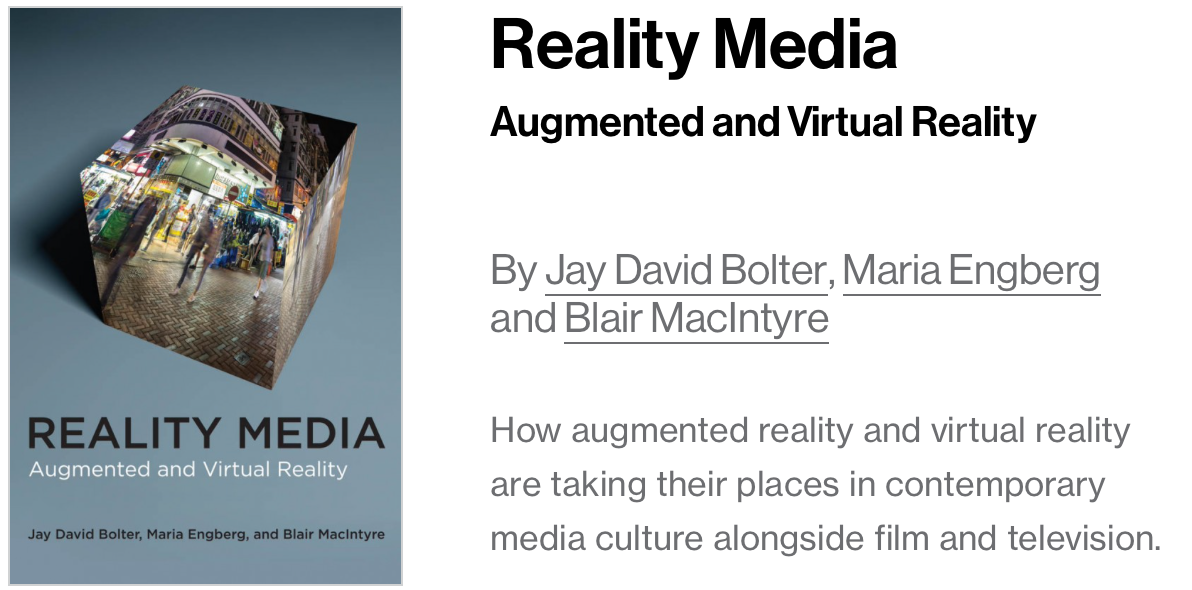 REALITY MEDIA
Augmented and Virtual Reality
Jay David Bolter, Maria Engberg, and Blair MacIntyre
Reality Media
Augmented and Virtual Reality
By Jay David Bolter, Maria Engberg
and Blair MacIntyre
How augmented reality and virtual reality
are taking their places in contemporary
media culture alongside film and television.